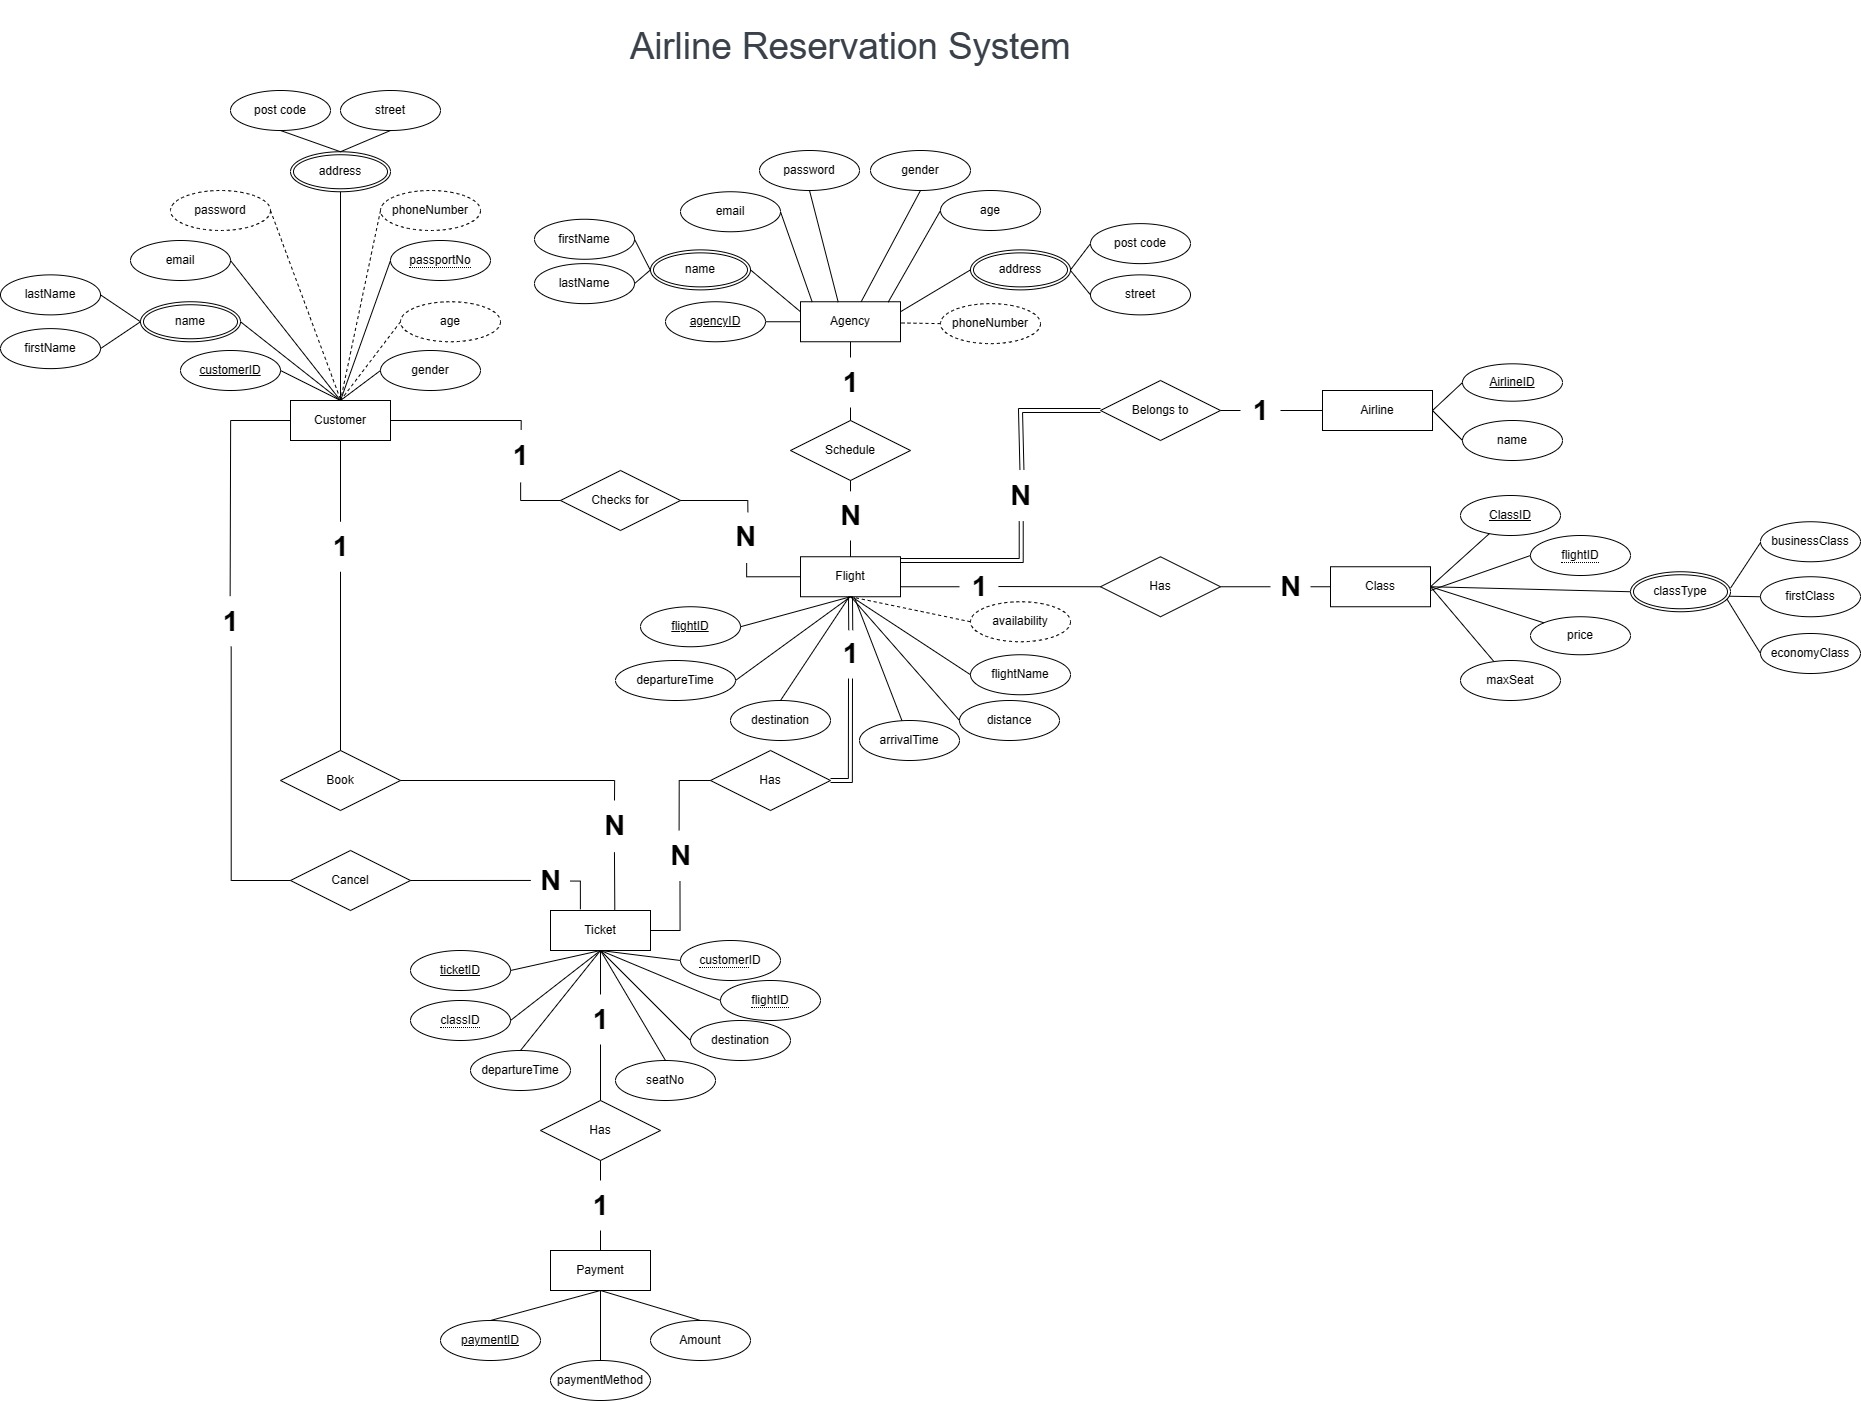 Airline Reservation System
post code
street
address
password
phoneNumber
email
passportNo
lastName
name
age
firstName
customerID
gender
Customer
password
gender
email
age
firstName
name
lastName
address
post code
street
agencyID
Agency
phoneNumber
1
Schedule
N
Belongs to
1
Airline
AirlineID
name
N
1
Checks for
N
Flight
1
Has
N
Class
ClassID
flightID
classType
businessClass
firstClass
economyClass
price
maxSeat
flightID
availability
departureTime
1
flightName
destination
distance
arrivalTime
1
1
Book
N
Has
N
Cancel
N
Ticket
ticketID
customerID
classID
flightID
1
destination
departureTime
seatNo
Has
1
Payment
paymentID
Amount
paymentMethod